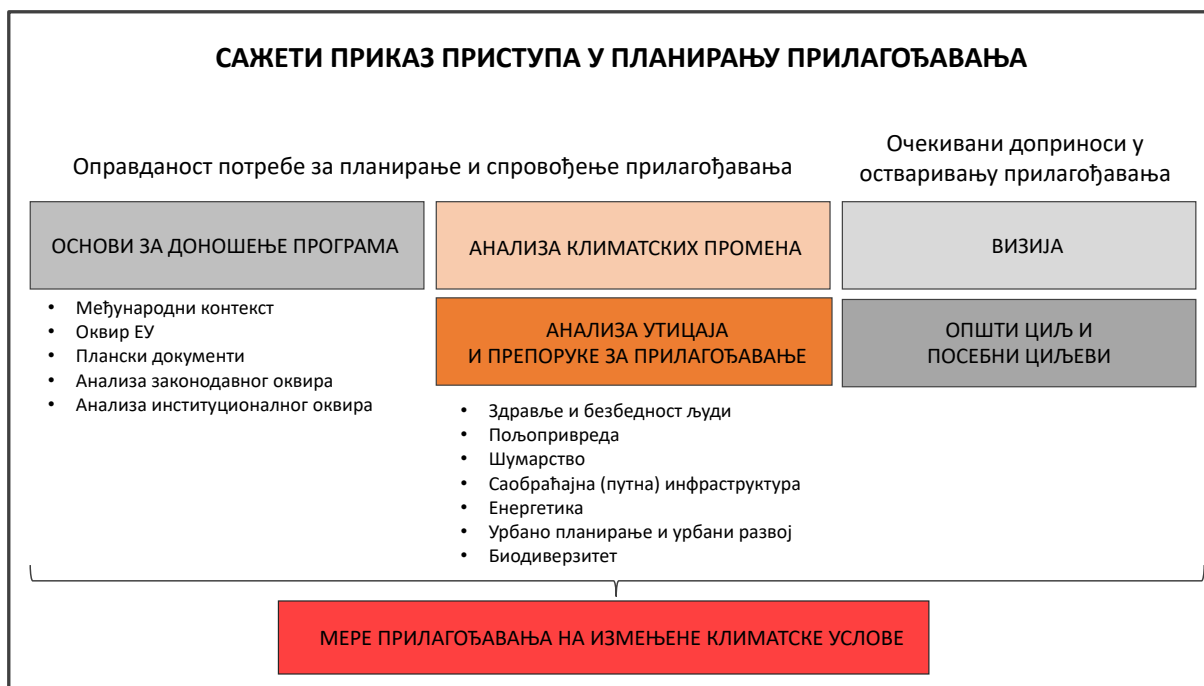 САЖЕТИ ПРИКАЗ ПРИСТУПА У ПЛАНИРАЊУ ПРИЛАГОЂАВАЊА
Оправданост потребе за планирање и спровођење прилагођавања
Очекивани доприноси у
остваривању прилагођавања
ОСНОВИ ЗА ДОНОШЕЊЕ ПРОГРАМА
• Међународни контекст
• Оквир ЕУ
• Плански документи
• Анализа законодавног оквира
• Анализа институционалног оквира
АНАЛИЗА КЛИМАТСКИХ ПРОМЕНА
АНАЛИЗА УТИЦАЈА
И ПРЕПОРУКЕ ЗА ПРИЛАГОЂАВАЊЕ
• Здравље и безбедност људи
• Пољопривреда
• Шумарство
• Саобраћајна (путна) инфраструктура
• Енергетика
• Урбано планирање и урбани развој
• Биодиверзитет
ВИЗИЈА
ОПШТИ ЦИЉ И
ПОСЕБНИ ЦИЉЕВИ
МЕРЕ ПРИЛАГОЂАВАЊА НА ИЗМЕЊЕНЕ КЛИМАТСКЕ УСЛОВЕ